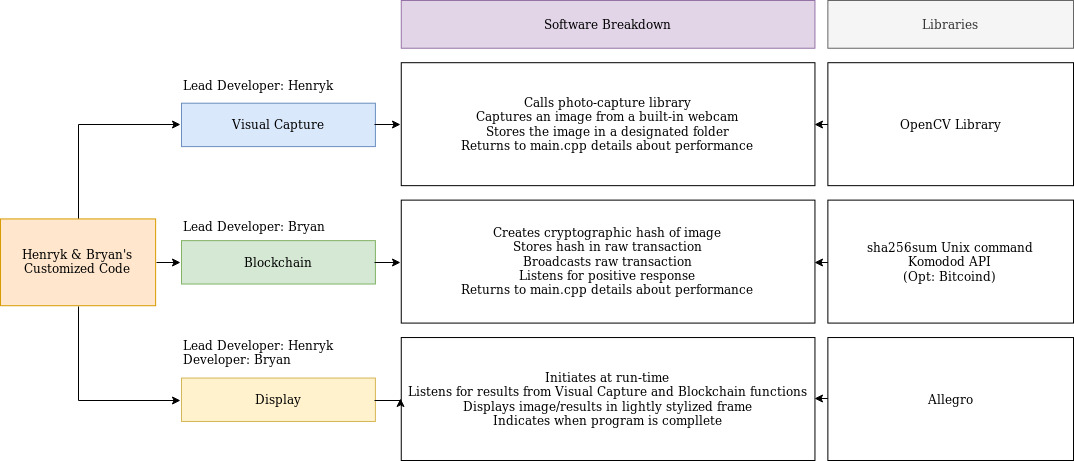 Software Breakdown
Libraries
Lead Developer: Henryk
Visual Capture
Calls photo-capture library
Captures an image from a built-in webcam
Stores the image in a designated folder
Returns to main.cpp details about performance
OpenCV Library
Henryk & Bryan's
Customized Code
Lead Developer: Bryan
Blockchain
Creates cryptographic hash of image
Stores hash in raw transaction
Broadcasts raw transaction
Listens for positive response
Returns to main.cpp details about performance
sha256sum Unix command
Komodod API
(Opt: Bitcoind)
Lead Developer: Henryk
Developer: Bryan
Display
Initiates at run-time
Listens for results from Visual Capture and Blockchain functions
Displays image/results in lightly stylized frame
Indicates when program is compllete
Allegro